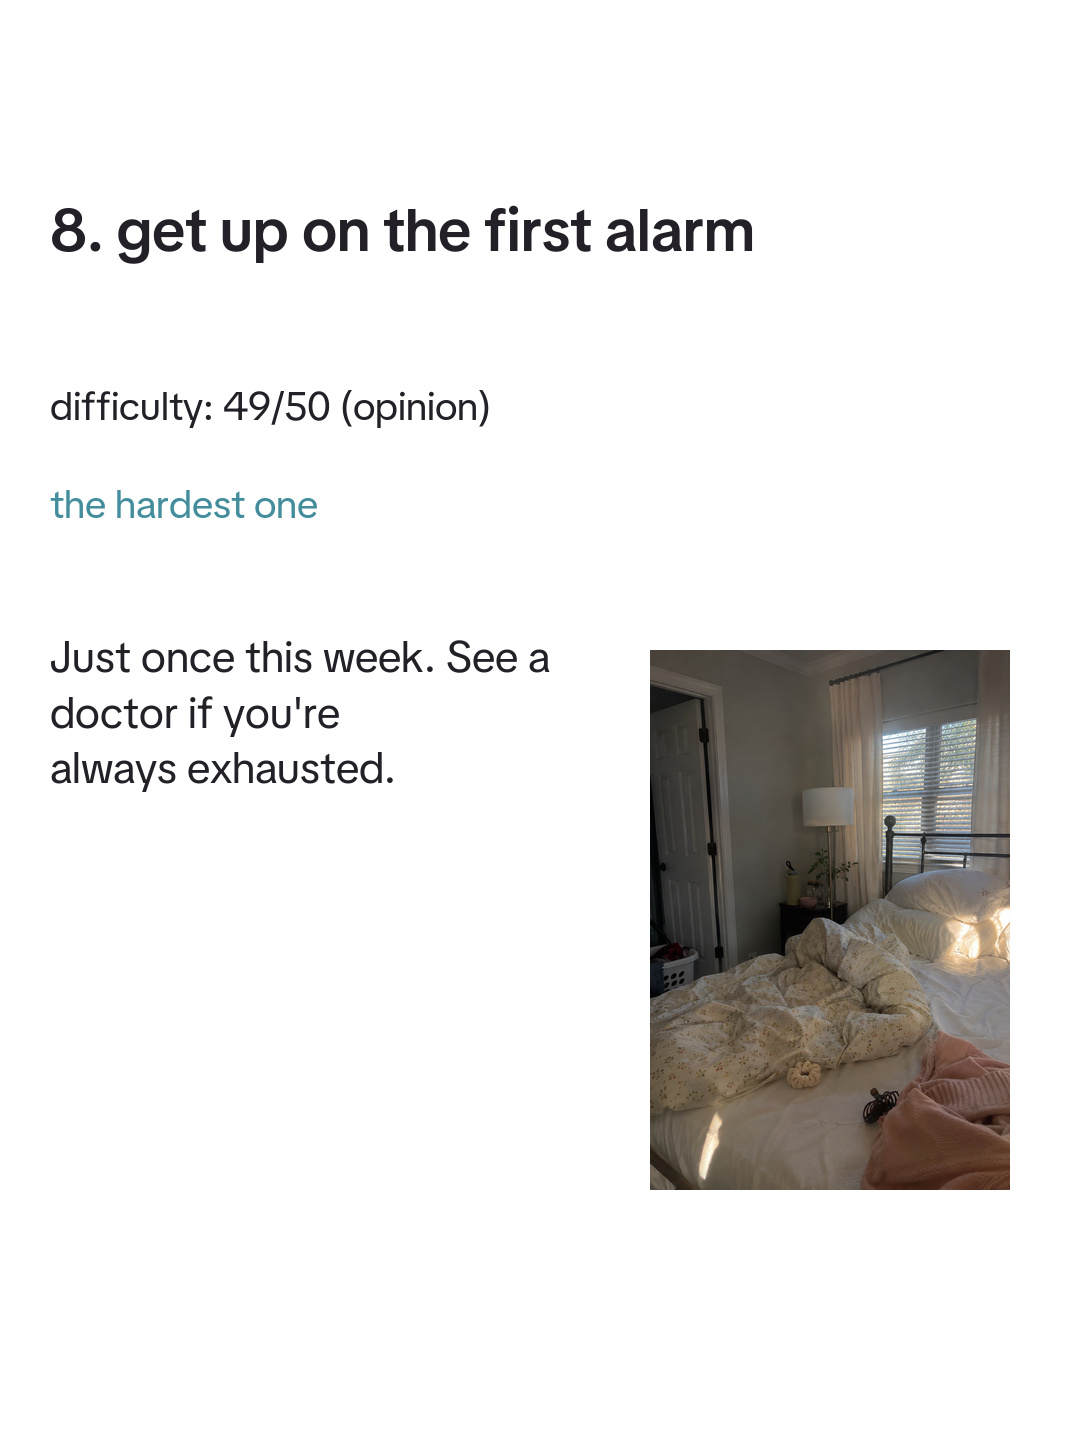 8. get up on the first alarm
difficulty: 49/50 (opinion)
the hardest one
Just once this week. See a
doctor if you're
always exhausted.